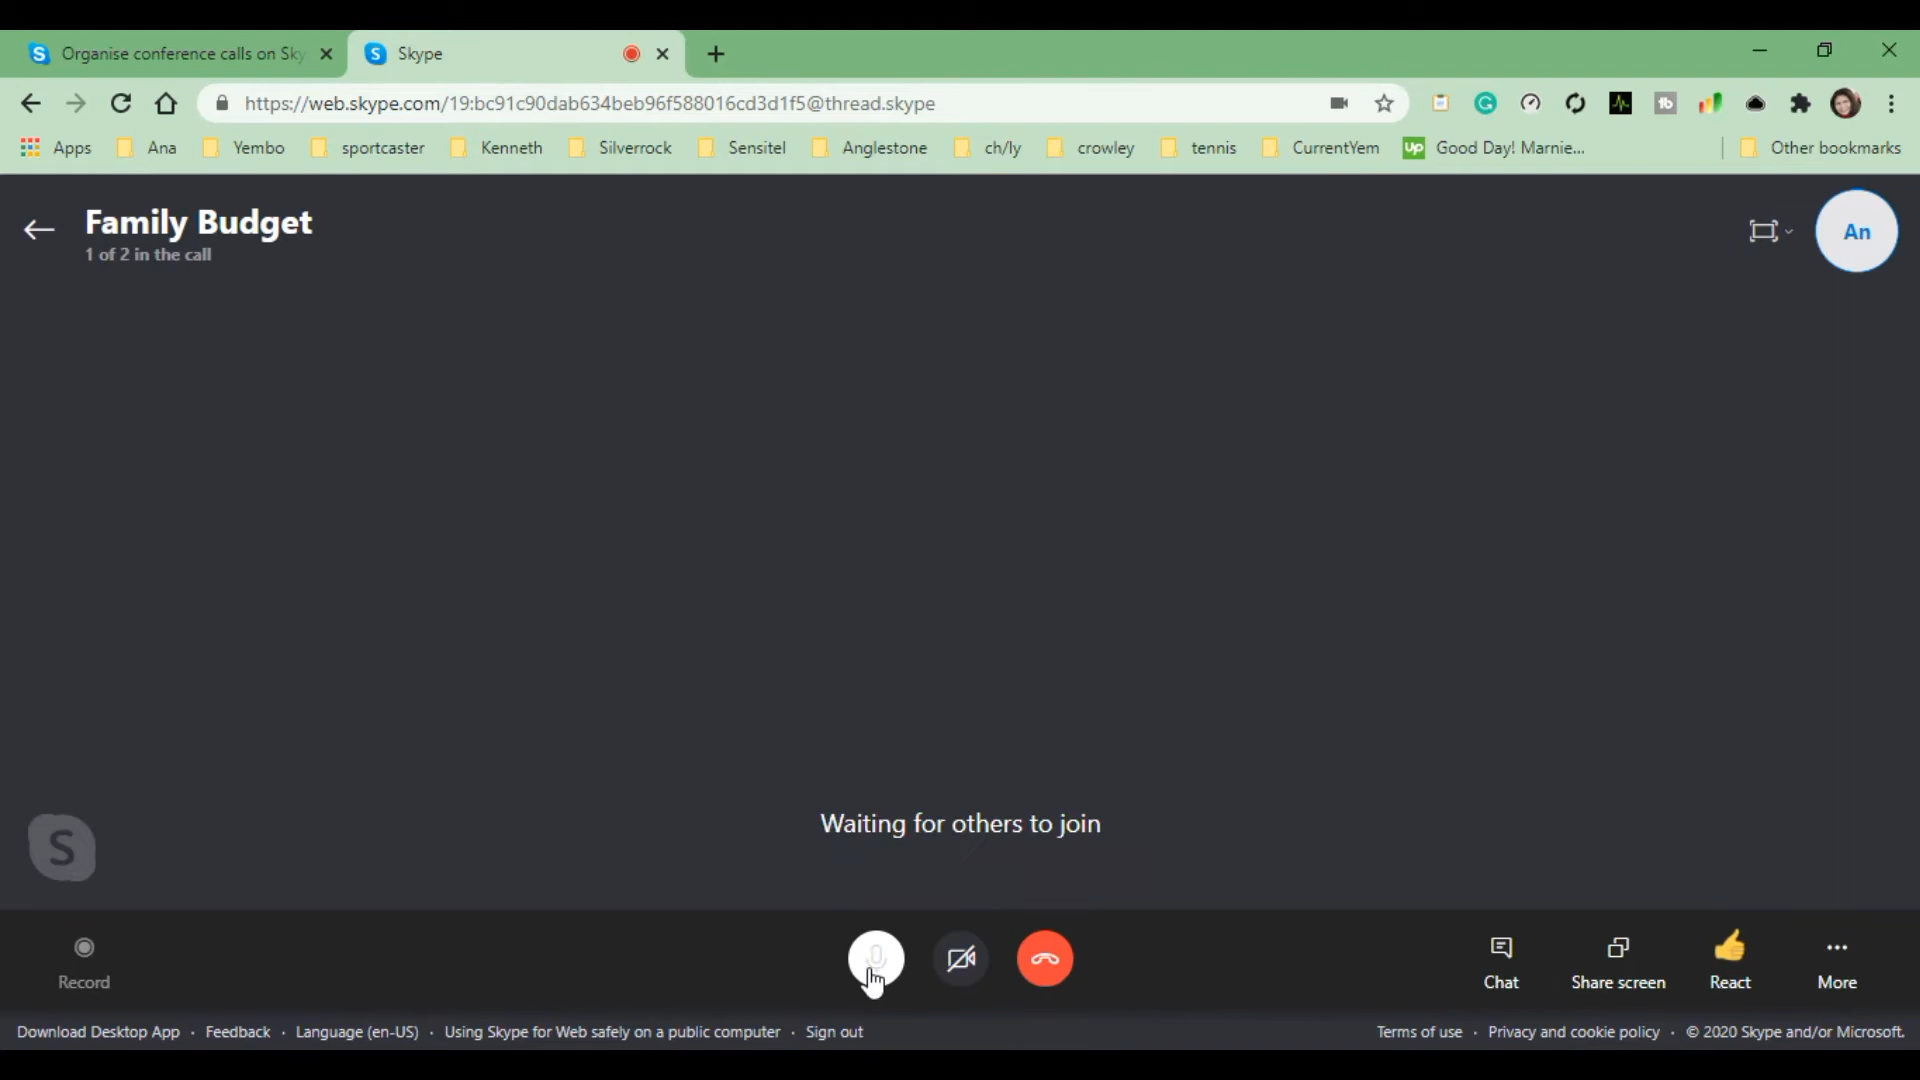 Organise conference calls on Sky
Skype
https://web.skype.com/19:bc91c90dab634beb96f588016cd3d1f5@thread.skype
Apps Ana Yembo sportcaster Kenneth Silverrock Sensitel Anglestone ch/ly crowley tennis CurrentYem up Good Day! Marnie... Other bookmarks
Family Budget
1 of 2 in the call
An
Waiting for others to join
S
Record
Chat
Share screen
React
More
Download Desktop App · Feedback · Language (en-US) · Using Skype for Web safely on a public computer · Sign out
Terms of use · Privacy and cookie policy · © 2020 Skype and/or Microsoft.